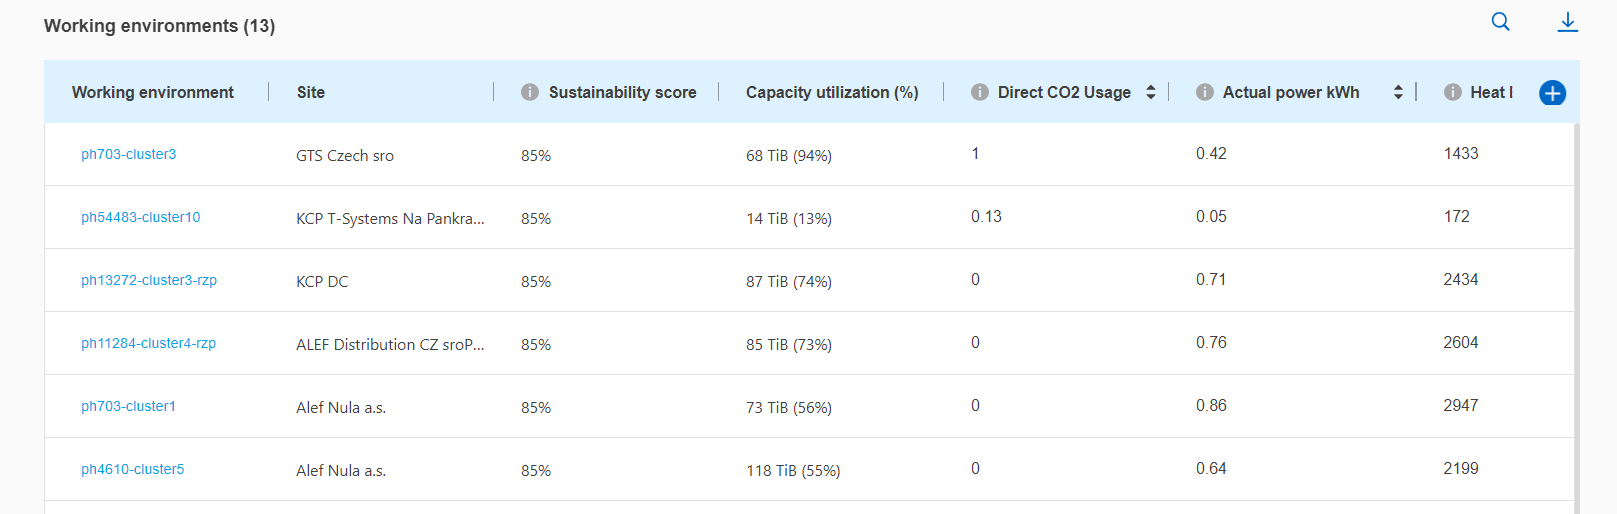 Working environments (13)
Working environment Site Sustainability score Capacity utilization (%) Direct CO2 Usage Actual power kWh Heat l
ph703-cluster3 GTS Czech sro 85% 68 TiB (94%) 1 0.42 1433
ph54483-cluster10 KCP T-Systems Na Pankra... 85% 14 TiB (13%) 0.13 0.05 172
ph13272-cluster3-rzp KCP DC 85% 87 TiB (74%) 0 0.71 2434
ph11284-cluster4-rzp ALEF Distribution CZ sroP... 85% 85 TiB (73%) 0 0.76 2604
ph703-cluster1 Alef Nula a.s. 85% 73 TiB (56%) 0 0.86 2947
ph4610-cluster5 Alef Nula a.s. 85% 118 TiB (55%) 0 0.64 2199